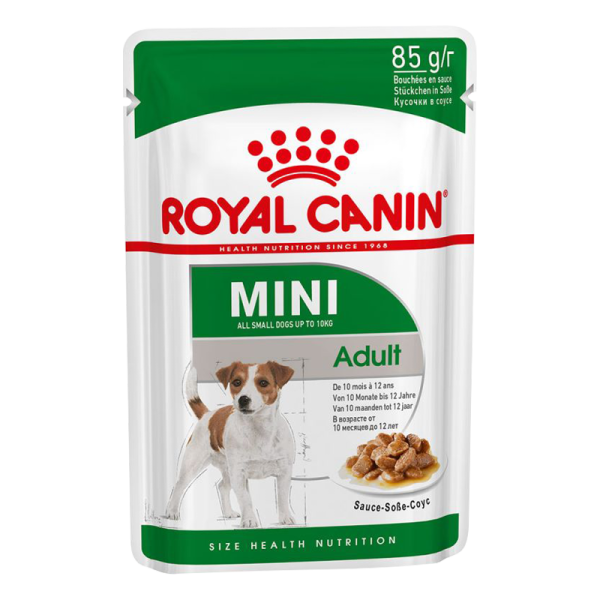 85 g/г
Bouchées en sauce
Stückchen in Soße
Кусочки в соусе
ROYAL CANIN®
HEALTH NUTRITION SINCE 1968
MINI
ALL SMALL DOGS UP TO 10KG
Adult
De 10 mois à 12 ans
Von 10 Monate bis 12 Jahre
Van 10 maanden tot 12 jaar
В возрасте от
10 месяцев до 12 лет
Sauce-Soße-Соус
SIZE HEALTH NUTRITION